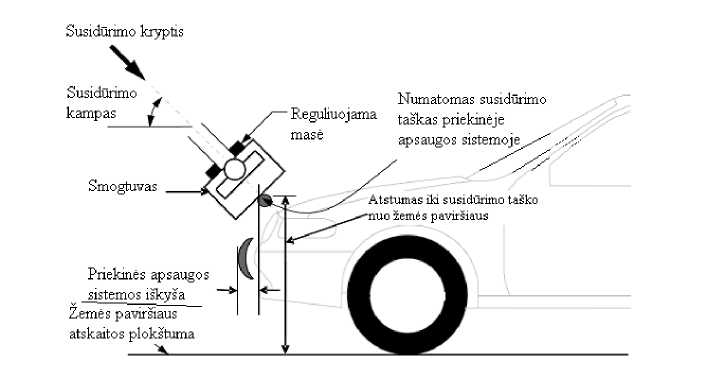 Susidūrimo kryptis
Susidūrimo
kampas
Reguliuojama
masė
Numatomas susidūrimo
taškas priekinėje
apsaugos sistemoje
Smogtuvas
Atstumas iki susidūrimo taško
nuo žemės paviršiaus
Priekinės apsaugos
sistemos iškyša
Žemės paviršiaus
atskaitos plokštuma